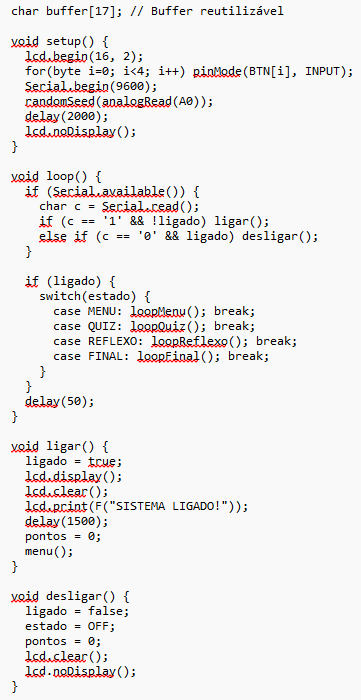 char buffer[17]; // Buffer reutilizável
void setup() {
lcd.begin(16, 2);
for(byte i=0; i<4; i++) pinMode(BTN[i], INPUT);
Serial.begin(9600);
randomSeed(analogRead(A0));
delay(2000);
lcd.noDisplay();
}
void loop() {
if (Serial.available()) {
char c = Serial.read();
if (c == '1' && !ligado) ligar();
else if (c == '0' && ligado) desligar();
}
if (ligado) {
switch(estado) {
case MENU: loopMenu(); break;
case QUIZ: loopQuiz(); break;
case REFLEXO: loopReflexo(); break;
case FINAL: loopFinal(); break;
}
}
delay(50);
}
void ligar() {
ligado = true;
lcd.display();
lcd.clear();
lcd.print(F("SISTEMA LIGADO!"));
delay(1500);
pontos = 0;
menu();
}
void desligar() {
ligado = false;
estado = OFF;
pontos = 0;
lcd.clear();
lcd.noDisplay();
}